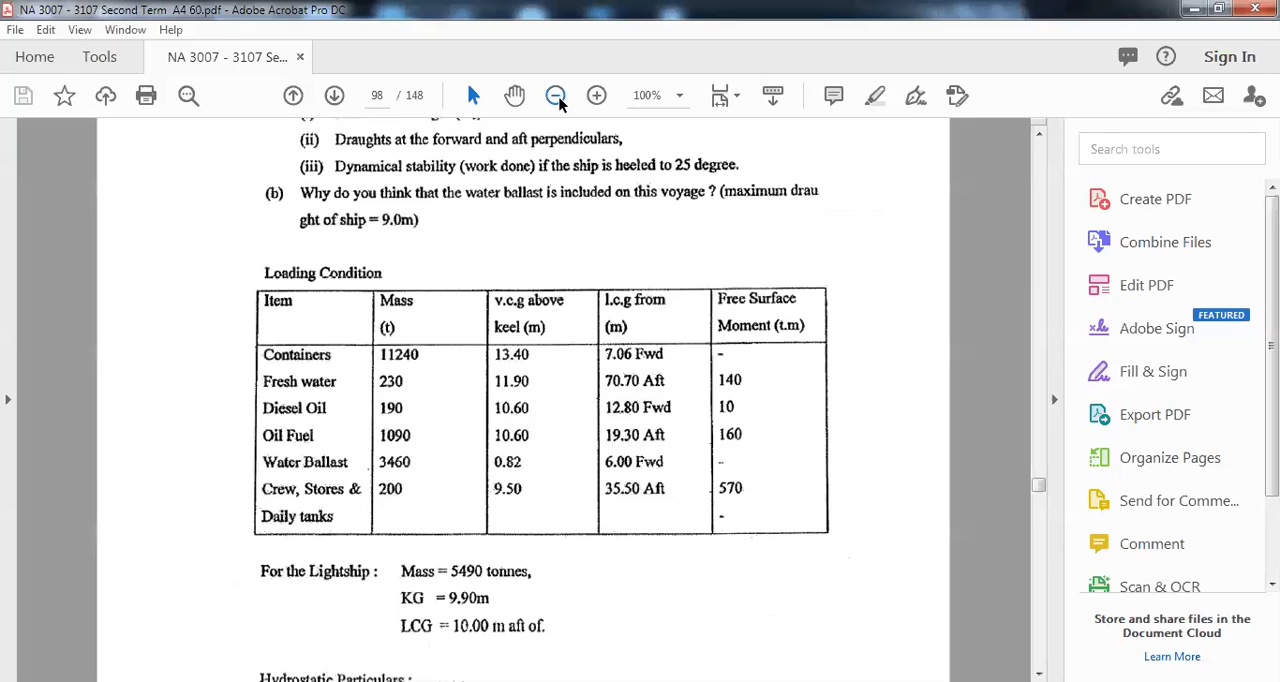 NA 3007 - 3107 Second Term A4 60.pdf - Adobe Acrobat Pro DC
File Edit View Window Help
Home Tools NA 3007 - 3107 Se... × Sign In
98 / 148 100%
(ii) Draughts at the forward and aft perpendiculars,
(iii) Dynamical stability (work done) if the ship is heeled to 25 degree.
(b) Why do you think that the water ballast is included on this voyage ? (maximum drau
ght of ship = 9.0m)
Loading Condition
Item Mass v.c.g above l.c.g from Free Surface
(t) keel (m) (m) Moment (t.m)
Containers 11240 13.40 7.06 Fwd -
Fresh water 230 11.90 70.70 Aft 140
Diesel Oil 190 10.60 12.80 Fwd 10
Oil Fuel 1090 10.60 19.30 Aft 160
Water Ballast 3460 0.82 6.00 Fwd -
Crew, Stores & 200 9.50 35.50 Aft 570
Daily tanks -
For the Lightship : Mass = 5490 tonnes,
KG = 9.90m
LCG = 10.00 m aft of.
Hydrostatic Particulars :
Search tools
Create PDF
Combine Files
Edit PDF
FEATURED
Adobe Sign
Fill & Sign
Export PDF
Organize Pages
Send for Comme...
Comment
Scan & OCR
Store and share files in the
Document Cloud
Learn More